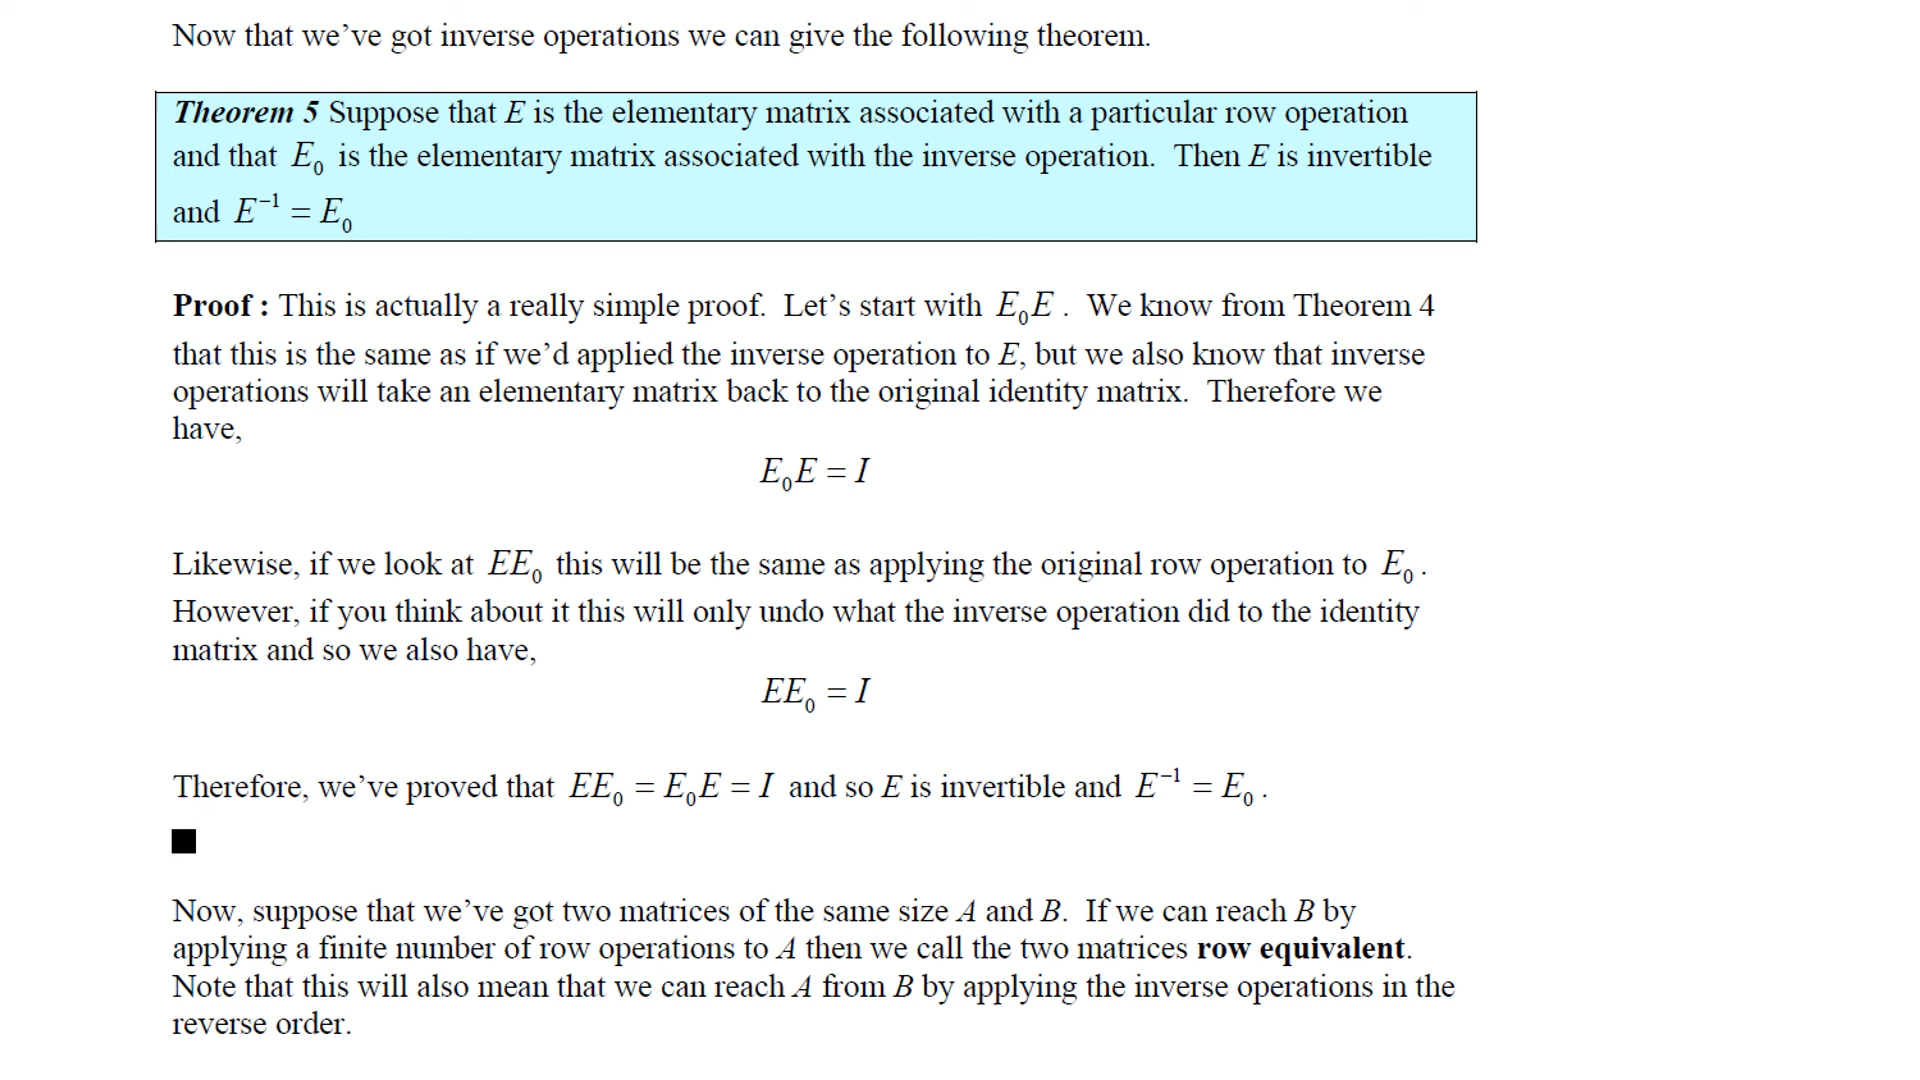 Now that we’ve got inverse operations we can give the following theorem.
Theorem 5 Suppose that E is the elementary matrix associated with a particular row operation
and that E₀ is the elementary matrix associated with the inverse operation. Then E is invertible
and E⁻¹ = E₀
Proof : This is actually a really simple proof. Let’s start with E₀E . We know from Theorem 4
that this is the same as if we’d applied the inverse operation to E, but we also know that inverse
operations will take an elementary matrix back to the original identity matrix. Therefore we
have,
E₀E = I
Likewise, if we look at EE₀ this will be the same as applying the original row operation to E₀ .
However, if you think about it this will only undo what the inverse operation did to the identity
matrix and so we also have,
EE₀ = I
Therefore, we’ve proved that EE₀ = E₀E = I and so E is invertible and E⁻¹ = E₀ .
Now, suppose that we’ve got two matrices of the same size A and B. If we can reach B by
applying a finite number of row operations to A then we call the two matrices row equivalent.
Note that this will also mean that we can reach A from B by applying the inverse operations in the
reverse order.